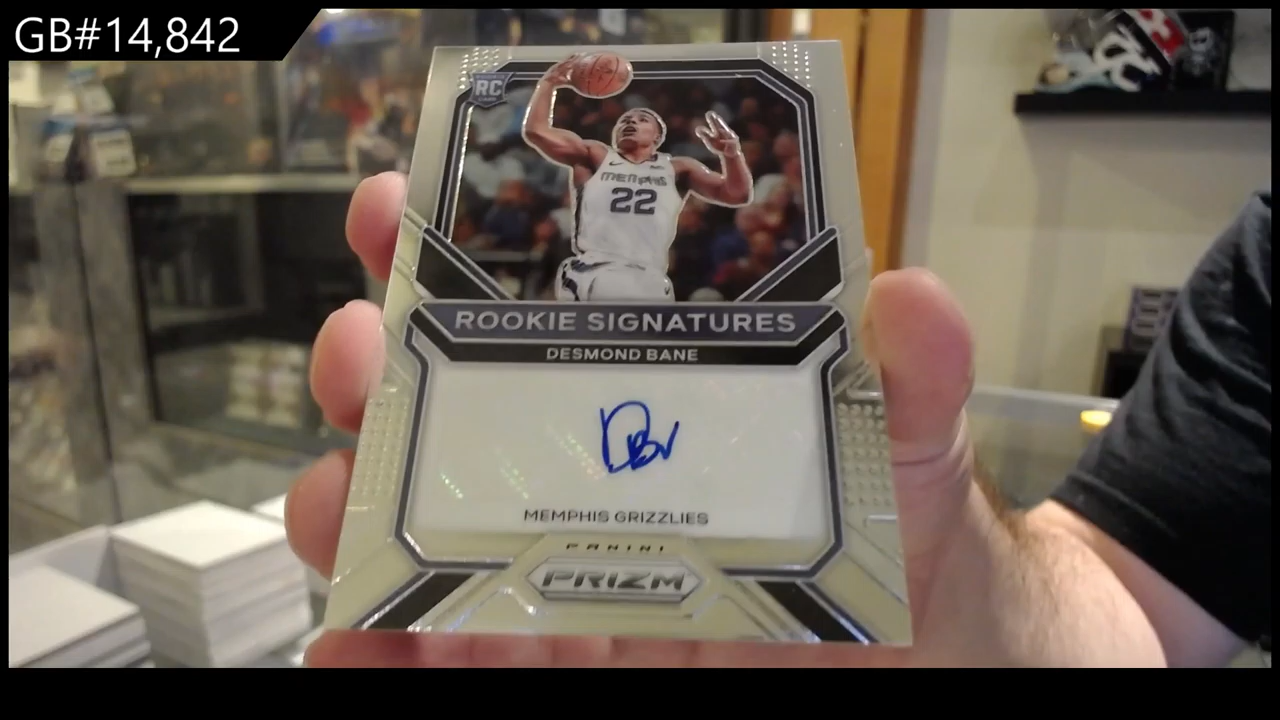 GB#14,842
RC
MEMPHIS
22
ROOKIE SIGNATURES
DESMOND BANE
MEMPHIS GRIZZLIES
PANINI
PRIZM